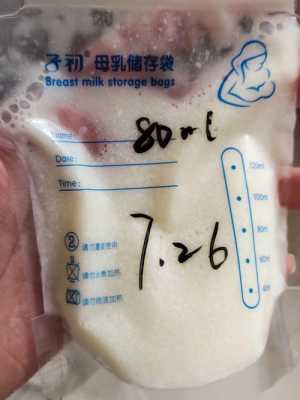 子初 母乳储存袋
Breast milk storage bags
Name:
80ml
Date:
Time:
120ml
100ml
80ml
60ml
7.26